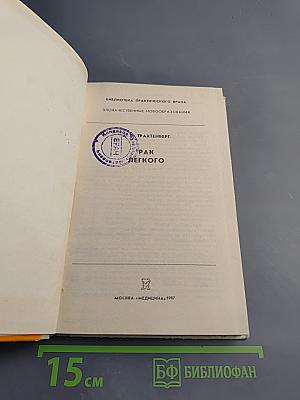 БИБЛИОТЕКА ПРАКТИЧЕСКОГО ВРАЧА
ЗЛОКАЧЕСТВЕННЫЕ НОВООБРАЗОВАНИЯ
ТРАХТЕНБЕРГ
РАК
ЛЕГКОГО
МОСКВА «МЕДИЦИНА» 1987
15 см
БФ БИБЛИОФАН